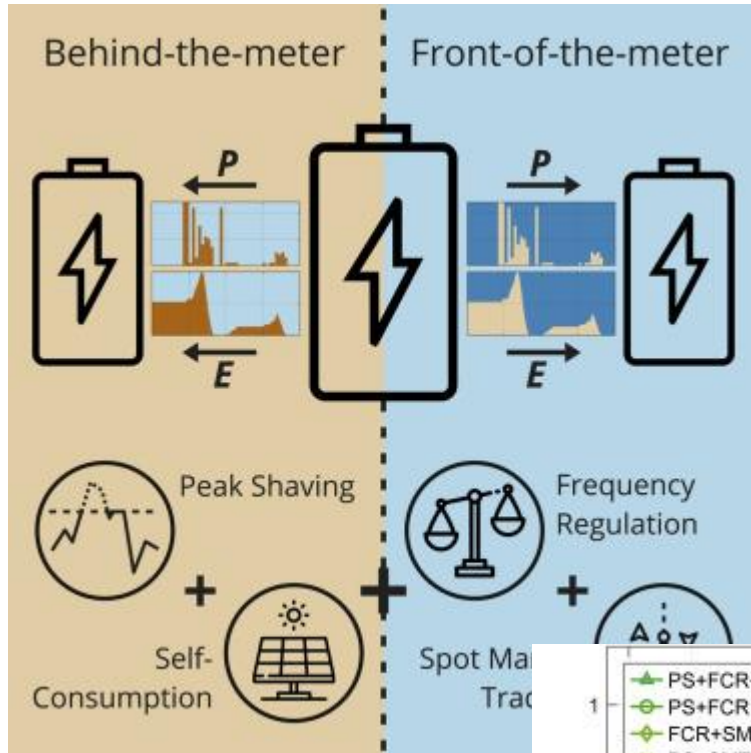 Behind-the-meter
Front-of-the-meter
P
P
E
E
Peak Shaving
Frequency
Regulation
Self-
Consumption
Spot
1
PS+FCR
PS+FCR
FCR+SM